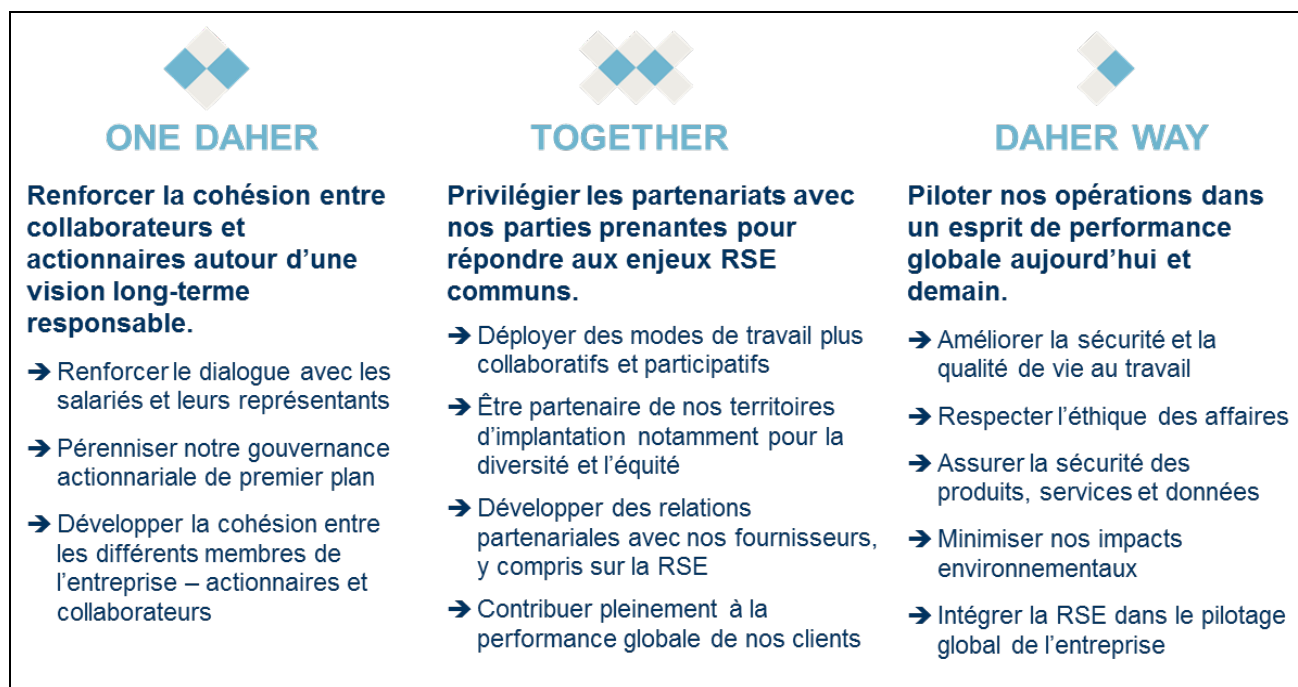 ONE DAHER
Renforcer la cohésion entre
collaborateurs et
actionnaires autour d’une
vision long-terme
responsable.
➔ Renforcer le dialogue avec les
salariés et leurs représentants
➔ Pérenniser notre gouvernance
actionnariale de premier plan
➔ Développer la cohésion entre
les différents membres de
l’entreprise – actionnaires et
collaborateurs
TOGETHER
Privilégier les partenariats avec
nos parties prenantes pour
répondre aux enjeux RSE
communs.
➔ Déployer des modes de travail plus
collaboratifs et participatifs
➔ Être partenaire de nos territoires
d’implantation notamment pour la
diversité et l’équité
➔ Développer des relations
partenariales avec nos fournisseurs,
y compris sur la RSE
➔ Contribuer pleinement à la
performance globale de nos clients
DAHER WAY
Piloter nos opérations dans
un esprit de performance
globale aujourd’hui et
demain.
➔ Améliorer la sécurité et la
qualité de vie au travail
➔ Respecter l’éthique des affaires
➔ Assurer la sécurité des
produits, services et données
➔ Minimiser nos impacts
environnementaux
➔ Intégrer la RSE dans le pilotage
global de l’entreprise